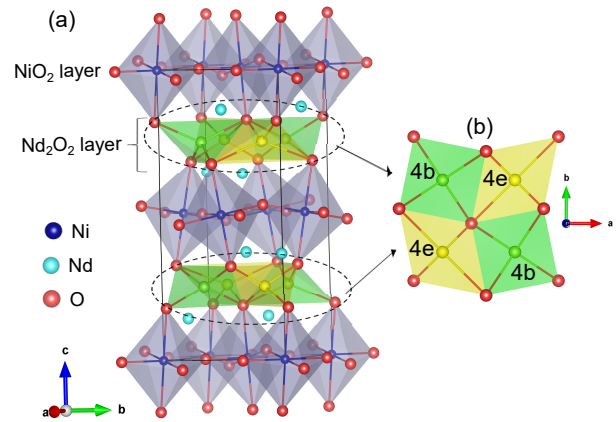 (a)
NiO₂ layer
Nd₂O₂ layer
(b)
4b
4e
4e
4b
b
a
Ni
Nd
O
c
a
b